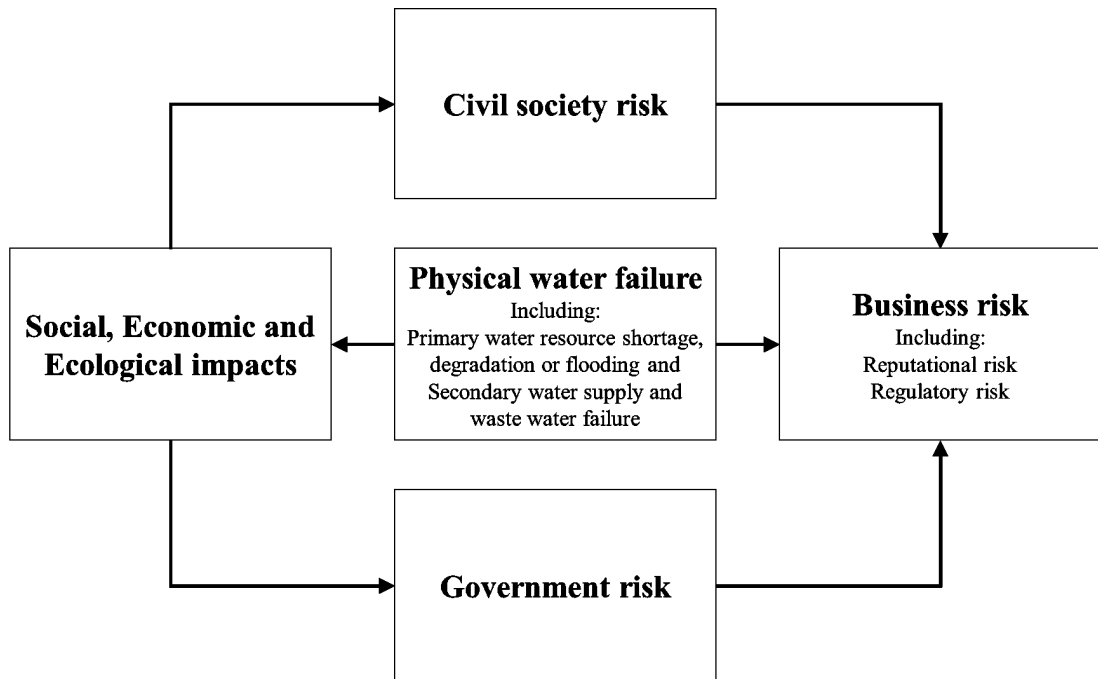 Civil society risk
Social, Economic and
Ecological impacts
Physical water failure
Including:
Primary water resource shortage,
degradation or flooding and
Secondary water supply and
waste water failure
Business risk
Including:
Reputational risk
Regulatory risk
Government risk